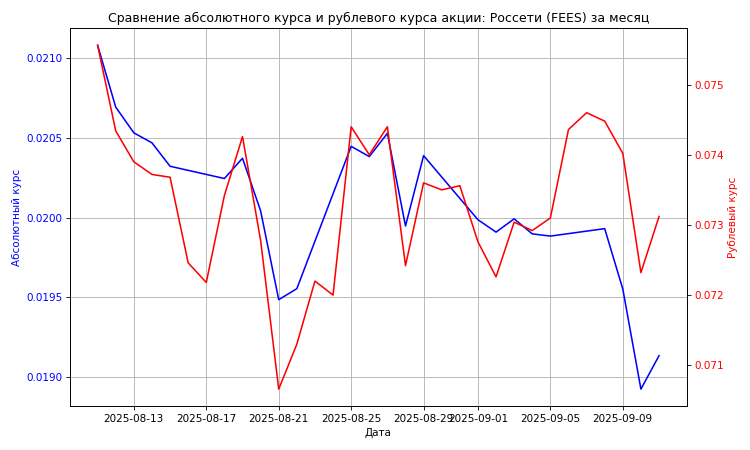 Сравнение абсолютного курса и рублевого курса акции: Россети (FEES) за месяц
Абсолютный курс
0.0210
0.0205
0.0200
0.0195
0.0190
0.075
0.074
0.073
0.072
0.071
Рублевый курс
2025-08-13 2025-08-17 2025-08-21 2025-08-25 2025-08-29 2025-09-01 2025-09-05 2025-09-09
Дата